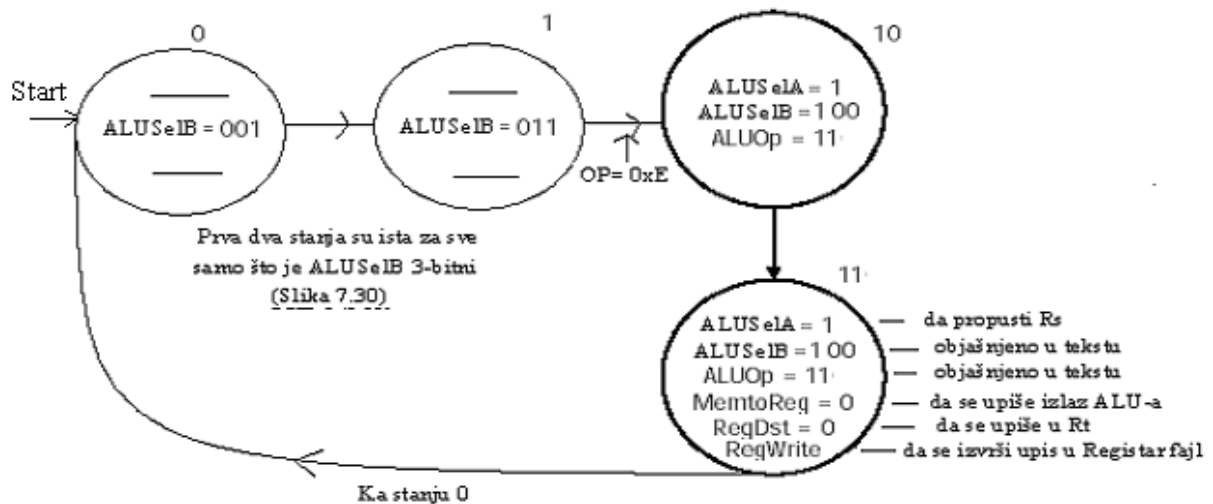 0
1
10
Start
ALUSelB = 001
ALUSelB = 011
OP= 0xE
ALUSelA = 1
ALUSelB = 100
ALUOp = 11
Prva dva stanja su ista za sve
samo što je ALUSelB 3-bitni
(Slika 7.30)
11
ALUSelA = 1
da propusti Rs
ALUSelB = 100
objašnjeno u tekstu
ALUOp = 11
objašnjeno u tekstu
MemtoReg = 0
da se upiše izlaz ALU-a
RegDst = 0
da se upiše u Rt
RegWrite
da se izvrši upis u Registar fajl
Ka stanju 0